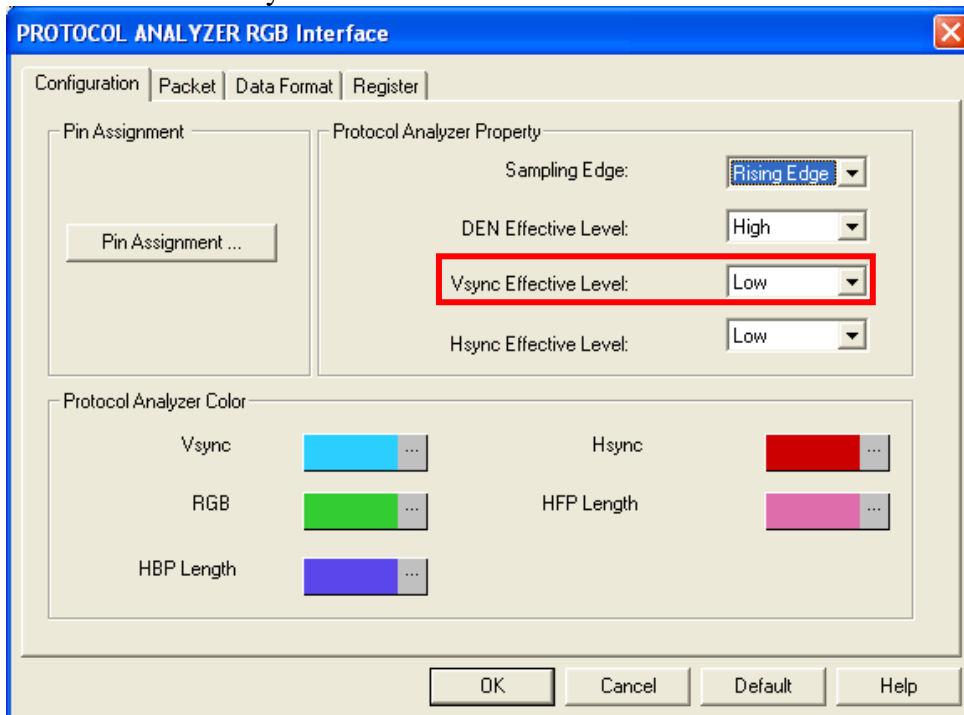 PROTOCOL ANALYZER RGB Interface
Configuration Packet Data Format Register
Pin Assignment
Pin Assignment ...
Protocol Analyzer Property
Sampling Edge: Rising Edge
DEN Effective Level: High
Vsync Effective Level: Low
Hsync Effective Level: Low
Protocol Analyzer Color
Vsync ... Hsync ...
RGB ... HFP Length ...
HBP Length ...
OK Cancel Default Help